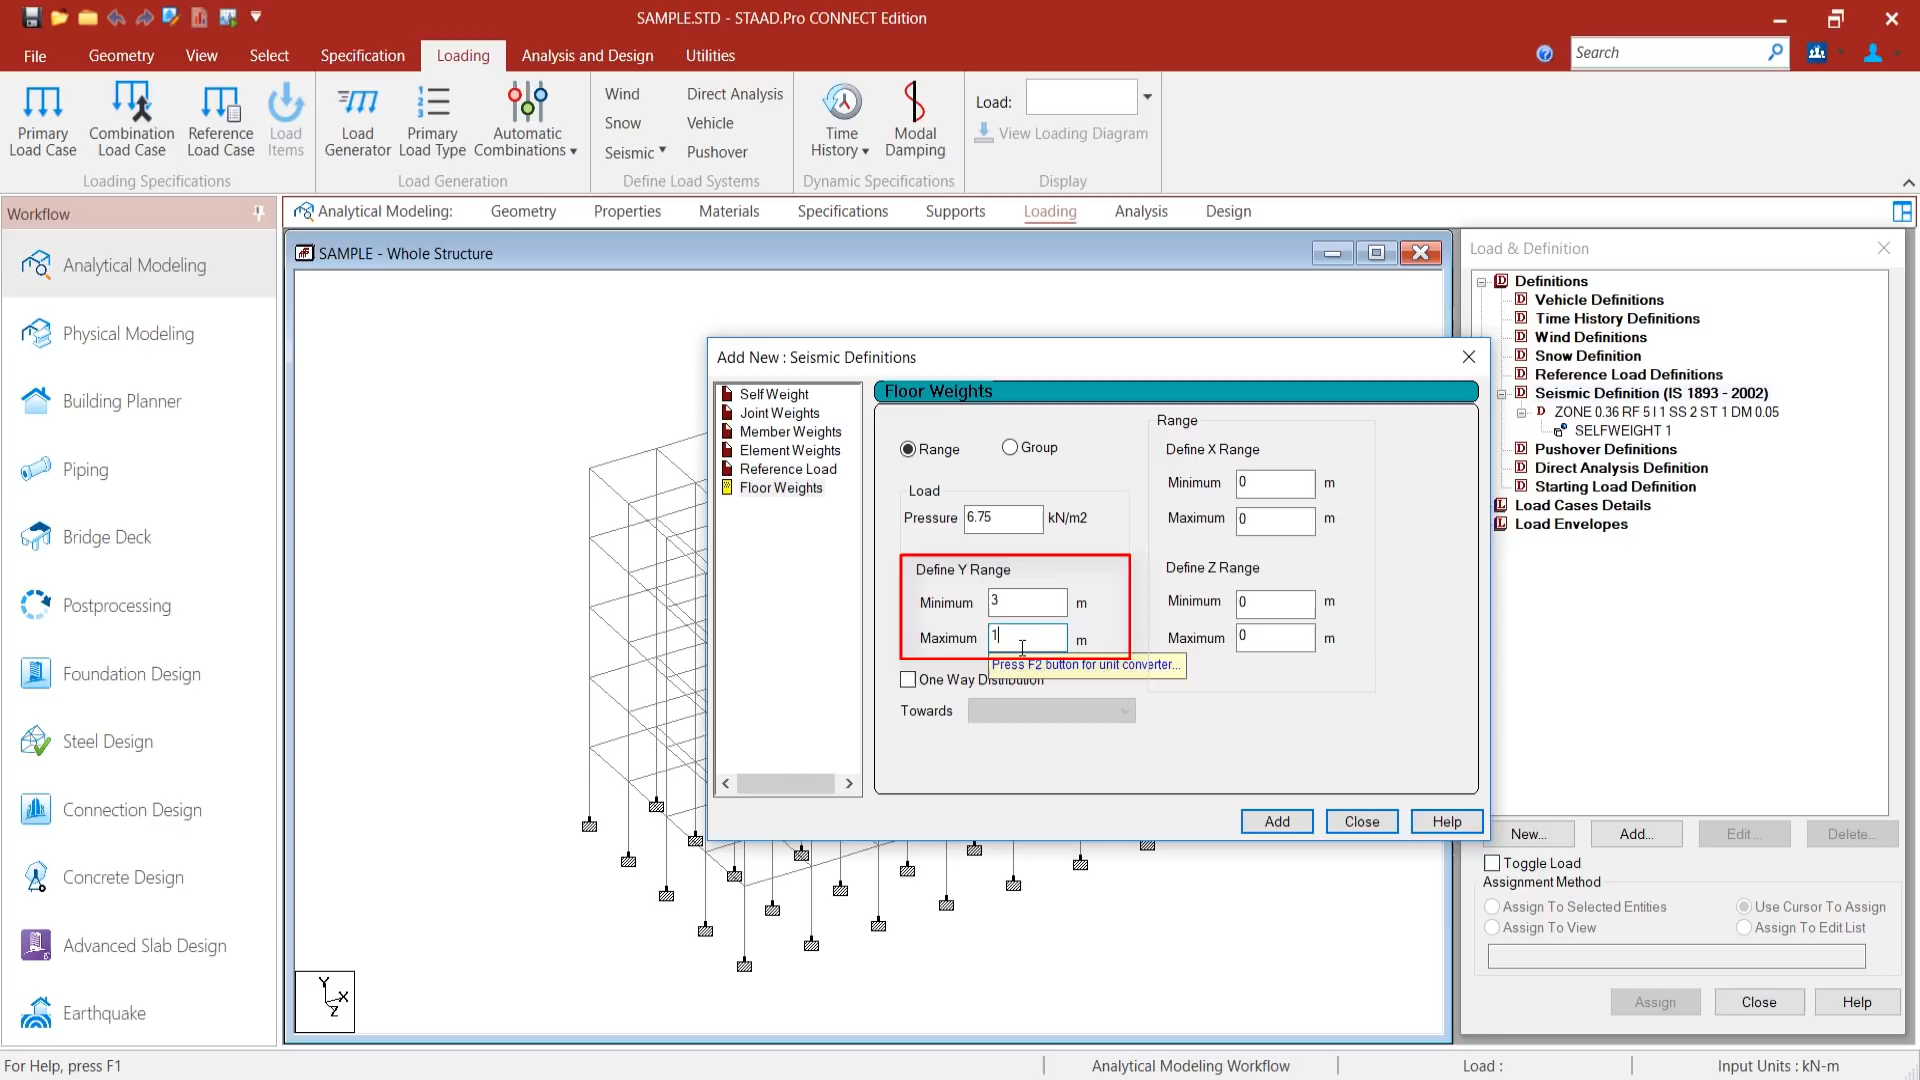 SAMPLE.STD - STAAD.Pro CONNECT Edition
File
Geometry
View
Select
Specification
Loading
Analysis and Design
Utilities
Search
Primary Load Case
Combination Load Case
Reference Load Case
Load Items
Loading Specifications
Load Generator
Primary Load Type
Automatic Combinations
Load Generation
Wind
Snow
Seismic
Direct Analysis
Vehicle
Pushover
Define Load Systems
Time History
Modal Damping
Dynamic Specifications
Load:
View Loading Diagram
Display
Workflow
Analytical Modeling
Physical Modeling
Building Planner
Piping
Bridge Deck
Postprocessing
Foundation Design
Steel Design
Connection Design
Concrete Design
Advanced Slab Design
Earthquake
Analytical Modeling:
Geometry
Properties
Materials
Specifications
Supports
Loading
Analysis
Design
SAMPLE - Whole Structure
Y
X
Z
Add New : Seismic Definitions
Self Weight
Joint Weights
Member Weights
Element Weights
Reference Load
Floor Weights
Floor Weights
Range
Group
Load
Pressure 6.75 kN/m2
Define Y Range
Minimum 3 m
Maximum 1 m
Press F2 button for unit converter...
One Way Distribution
Towards
Range
Define X Range
Minimum 0 m
Maximum 0 m
Define Z Range
Minimum 0 m
Maximum 0 m
Add
Close
Help
Load & Definition
Definitions
Vehicle Definitions
Time History Definitions
Wind Definitions
Snow Definition
Reference Load Definitions
Seismic Definition (IS 1893 - 2002)
ZONE 0.36 RF 5 I 1 SS 2 ST 1 DM 0.05
SELFWEIGHT 1
Pushover Definitions
Direct Analysis Definition
Starting Load Definition
Load Cases Details
Load Envelopes
New...
Add...
Edit...
Delete...
Toggle Load
Assignment Method
Assign To Selected Entities
Use Cursor To Assign
Assign To View
Assign To Edit List
Assign
Close
Help
For Help, press F1
Analytical Modeling Workflow
Load :
Input Units : kN-m